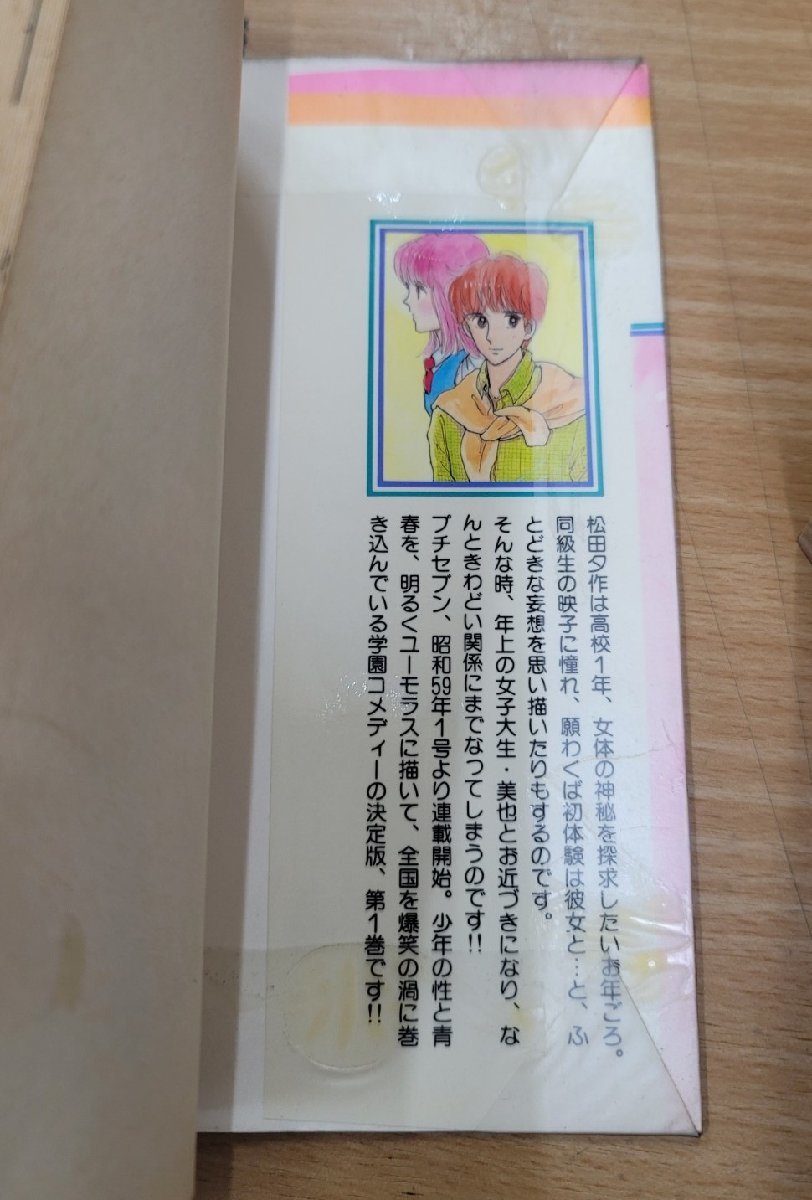 松田夕作は高校1年、女体の神秘を探求したいお年ごろ。
同級生の映子に憧れ、願わくば初体験は彼女と…と、ふ
とどきな妄想を思い描いたりもするのです。
そんな時、年上の女子大生・美也とお近づきになり、な
んときわどい関係にまでなってしまうのです!!
プチセブン、昭和59年1号より連載開始。少年の性と青
春を、明るくユーモラスに描いて、全国を爆笑の渦に巻
き込んでいる学園コメディーの決定版、第1巻です!!